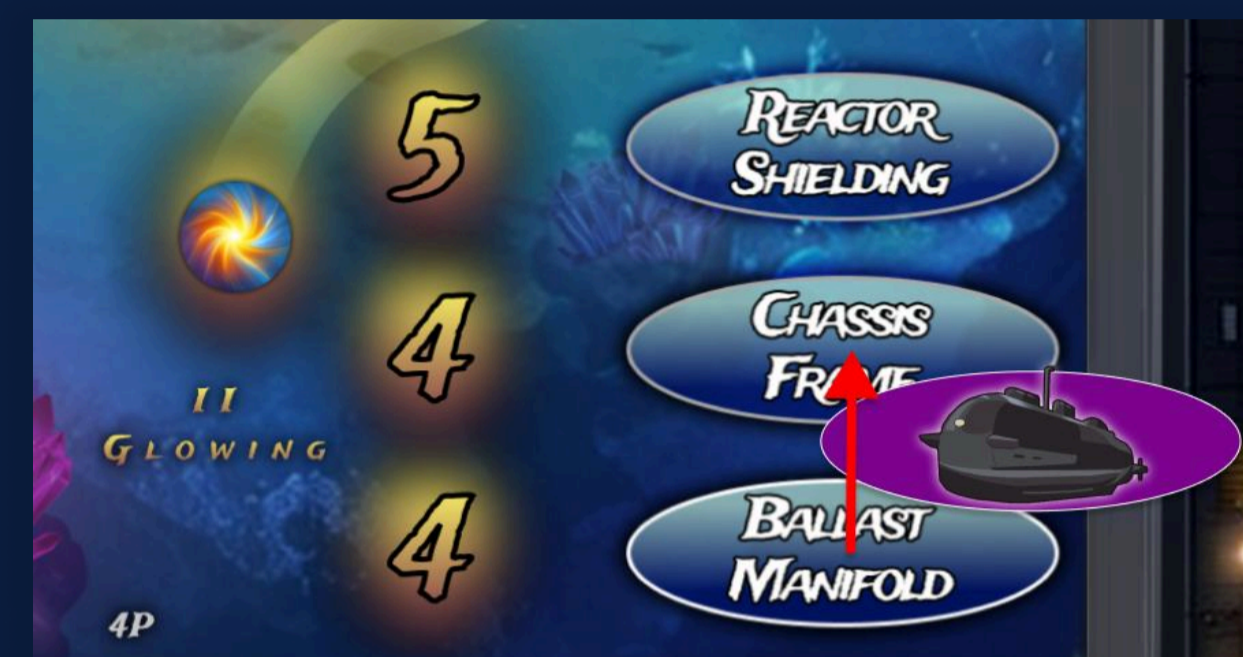 5
REACTOR
SHIELDING
4
CHASSIS
FRAME
II
GLOWING
4
BALLAST
MANIFOLD
4P